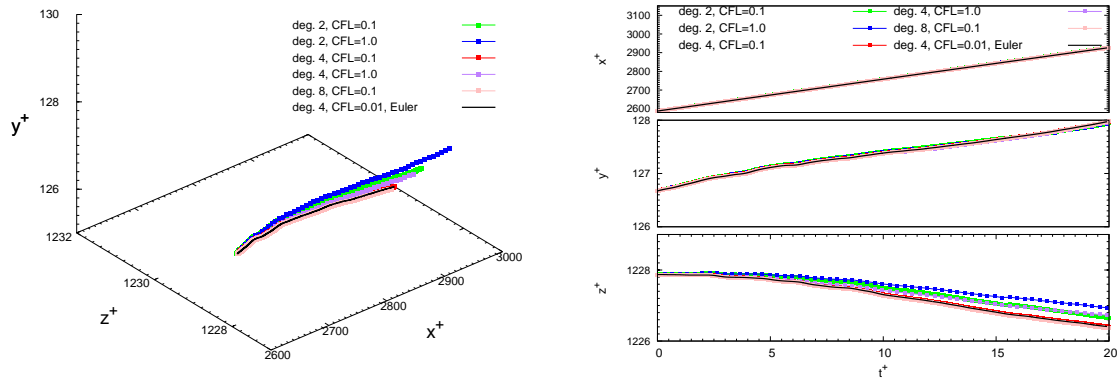 130
128
126
1232
y+
deg. 2, CFL=0.1
deg. 2, CFL=1.0
deg. 4, CFL=0.1
deg. 4, CFL=1.0
deg. 8, CFL=0.1
deg. 4, CFL=0.01, Euler
1230
1228
z+
2600
2700
2800
2900
3000
x+
deg. 2, CFL=0.1
deg. 4, CFL=1.0
deg. 2, CFL=1.0
deg. 8, CFL=0.1
deg. 4, CFL=0.1
deg. 4, CFL=0.01, Euler
3100
3000
2900
2800
2700
2600
x+
128
127
126
y+
1228
1226
z+
0
5
10
15
20
t+